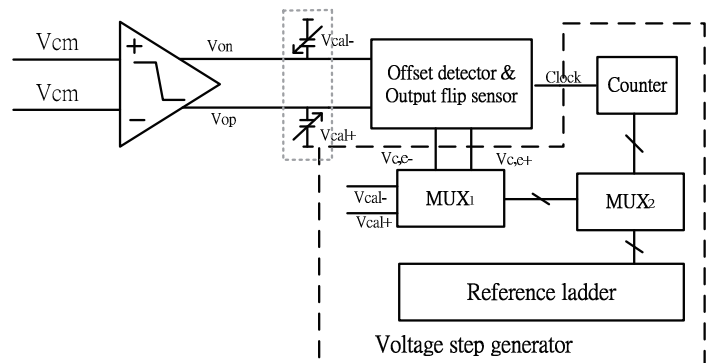 Vcm
+
Von
Vcal-
Offset detector &
Output flip sensor
Clock
Counter
Vcm
−
Vop
Vcal+
Vc,e-
Vc,e+
MUX1
MUX2
Vcal-
Vcal+
Reference ladder
Voltage step generator